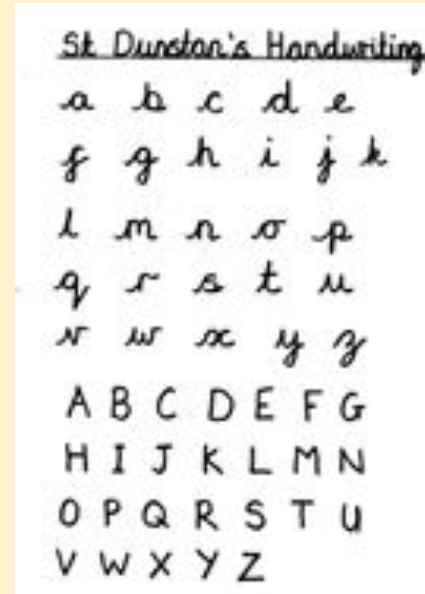 St Dunstan's Handwriting
a b c d e
f g h i j k
l m n o p
q r s t u
v w x y z
A B C D E F G
H I J K L M N
O P Q R S T U
V W X Y Z